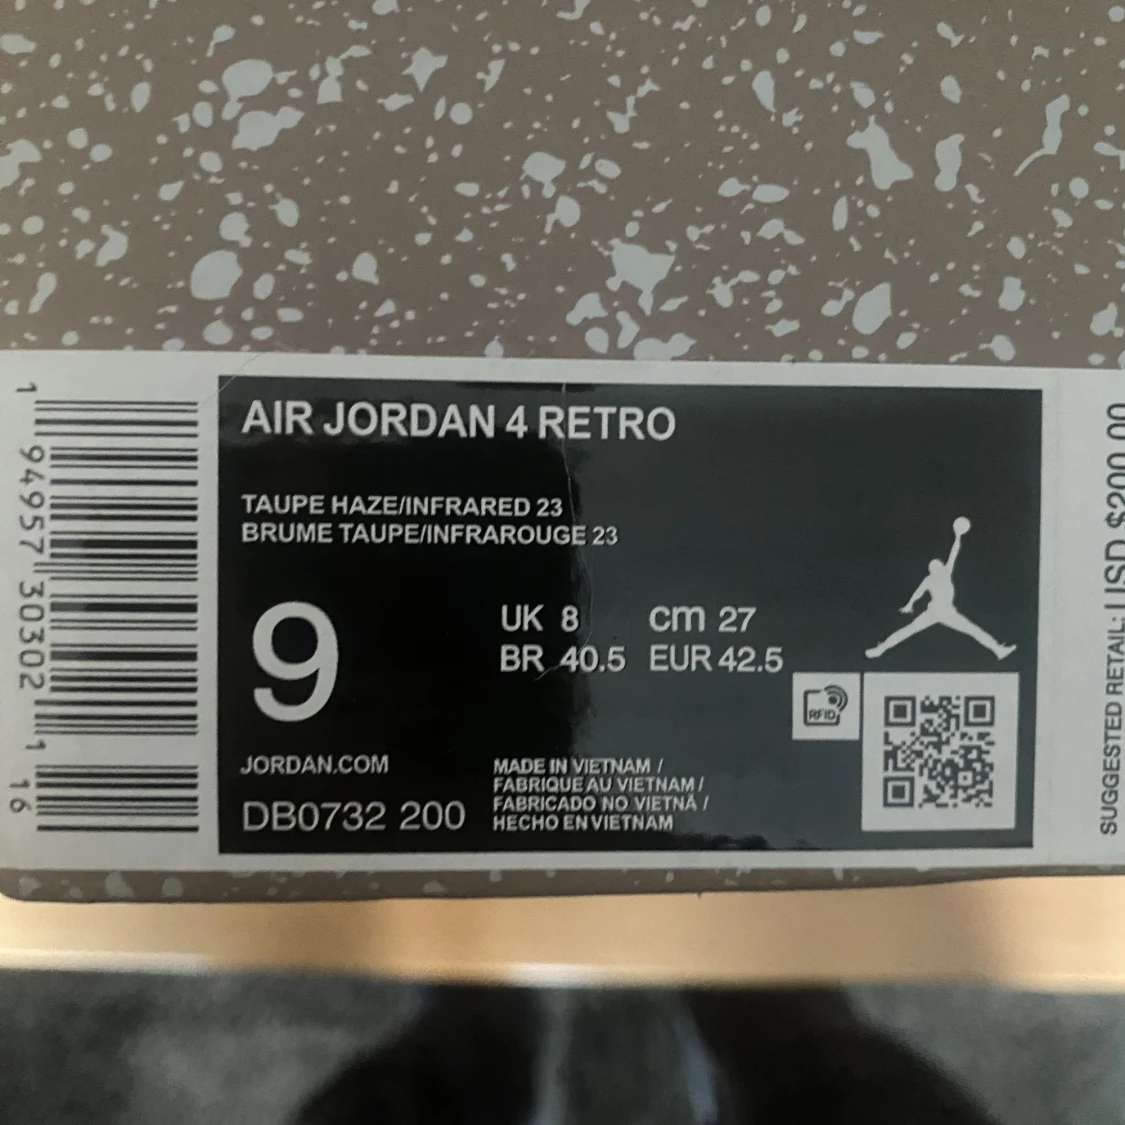 AIR JORDAN 4 RETRO
TAUPE HAZE/INFRARED 23
BRUME TAUPE/INFRAROUGE 23
9
UK 8 cm 27
BR 40.5 EUR 42.5
RFID
JORDAN.COM
DB0732 200
MADE IN VIETNAM /
FABRIQUE AU VIETNAM /
FABRICADO NO VIETNÃ /
HECHO EN VIETNAM
1 94957 30302 1 16
SUGGESTED RETAIL: USD $200.00